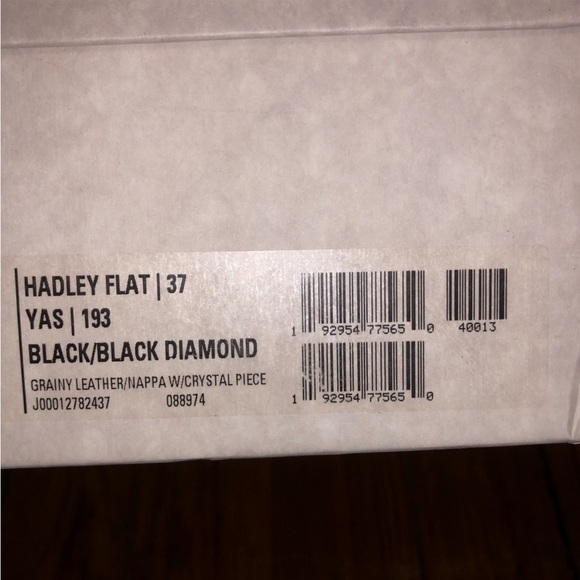 HADLEY FLAT | 37
YAS | 193
BLACK/BLACK DIAMOND
GRAINY LEATHER/NAPPA W/CRYSTAL PIECE
J00012782437 088974
1 92954 77565 0
40013
1 92954 77565 0